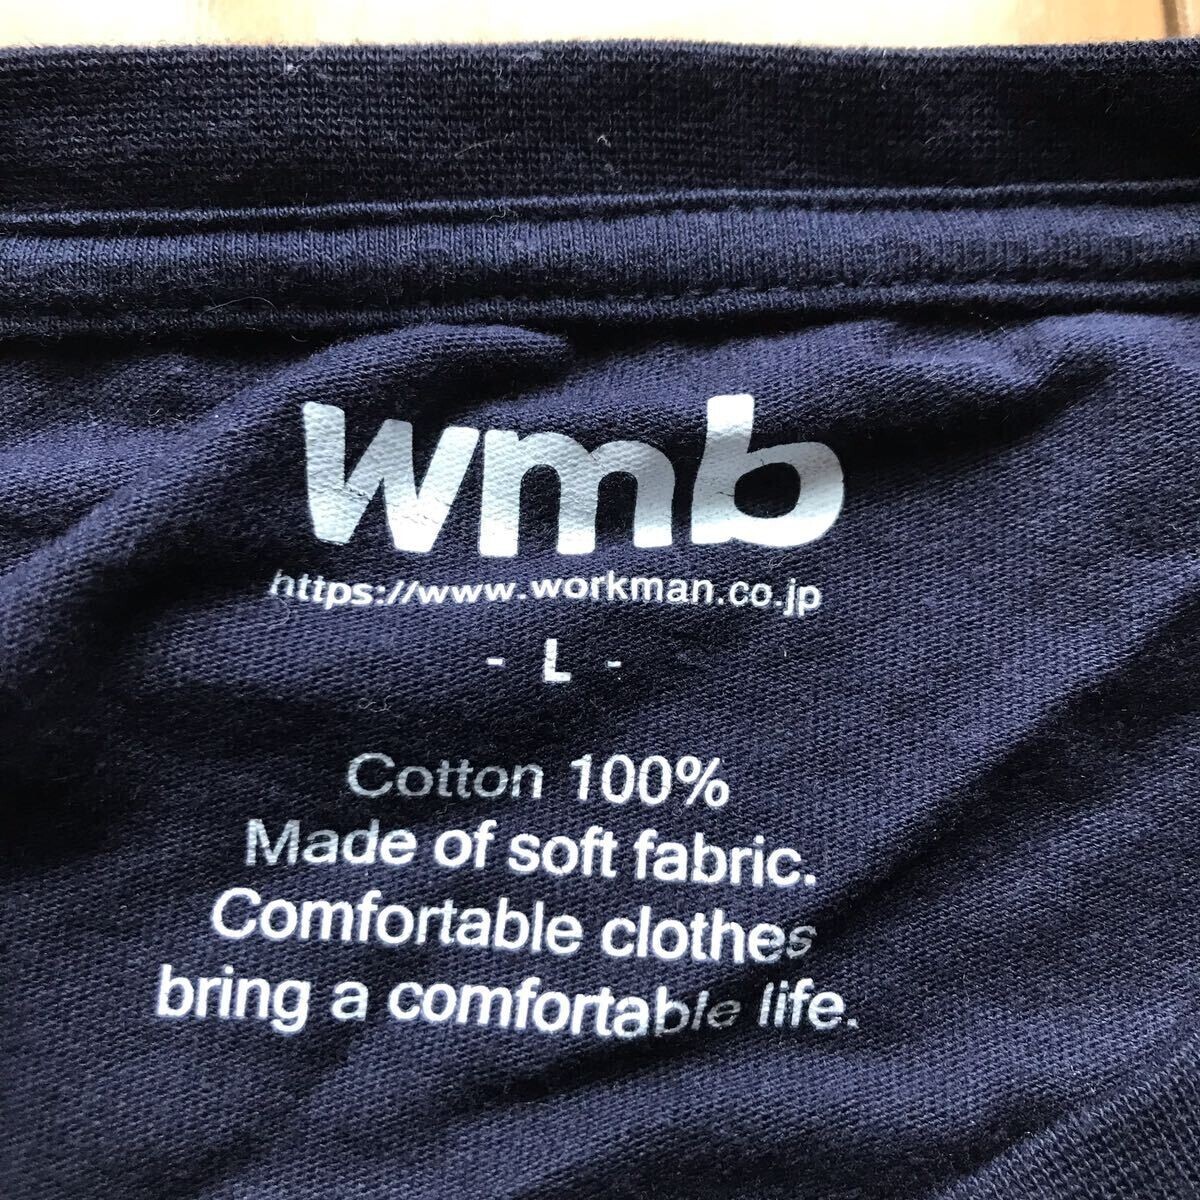 wmb
https://www.workman.co.jp
- L -
Cotton 100%
Made of soft fabric.
Comfortable clothes
bring a comfortable life.